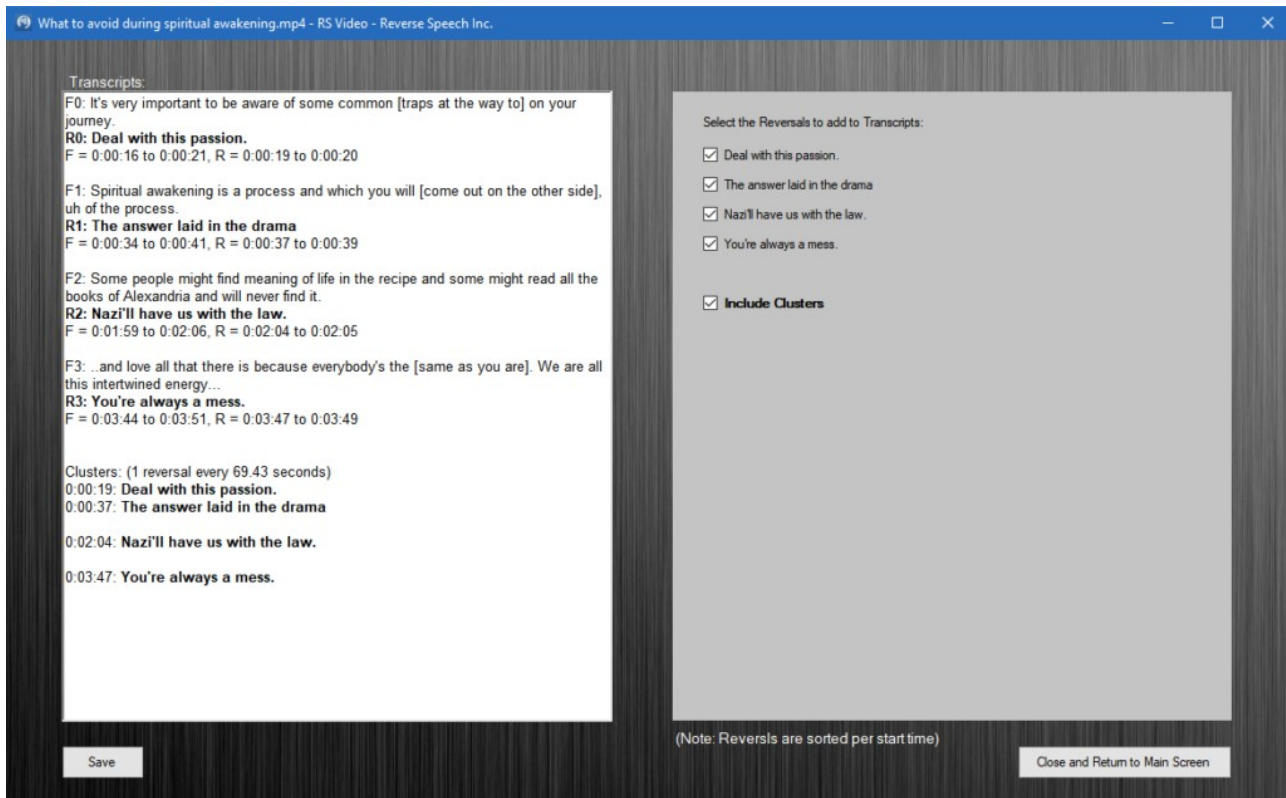 What to avoid during spiritual awakening.mp4 - RS Video - Reverse Speech Inc.
Transcripts:
F0: It's very important to be aware of some common [traps at the way to] on your
journey.
R0: Deal with this passion.
F = 0:00:16 to 0:00:21, R = 0:00:19 to 0:00:20
F1: Spiritual awakening is a process and which you will [come out on the other side],
uh of the process.
R1: The answer laid in the drama
F = 0:00:34 to 0:00:41, R = 0:00:37 to 0:00:39
F2: Some people might find meaning of life in the recipe and some might read all the
books of Alexandria and will never find it.
R2: Nazi'll have us with the law.
F = 0:01:59 to 0:02:06, R = 0:02:04 to 0:02:05
F3: ..and love all that there is because everybody's the [same as you are]. We are all
this intertwined energy...
R3: You're always a mess.
F = 0:03:44 to 0:03:51, R = 0:03:47 to 0:03:49
Clusters: (1 reversal every 69.43 seconds)
0:00:19: Deal with this passion.
0:00:37: The answer laid in the drama
0:02:04: Nazi'll have us with the law.
0:03:47: You're always a mess.
Save
Select the Reversals to add to Transcripts:
Deal with this passion.
The answer laid in the drama
Nazi'll have us with the law.
You're always a mess.
Include Clusters
(Note: Reversls are sorted per start time)
Close and Return to Main Screen